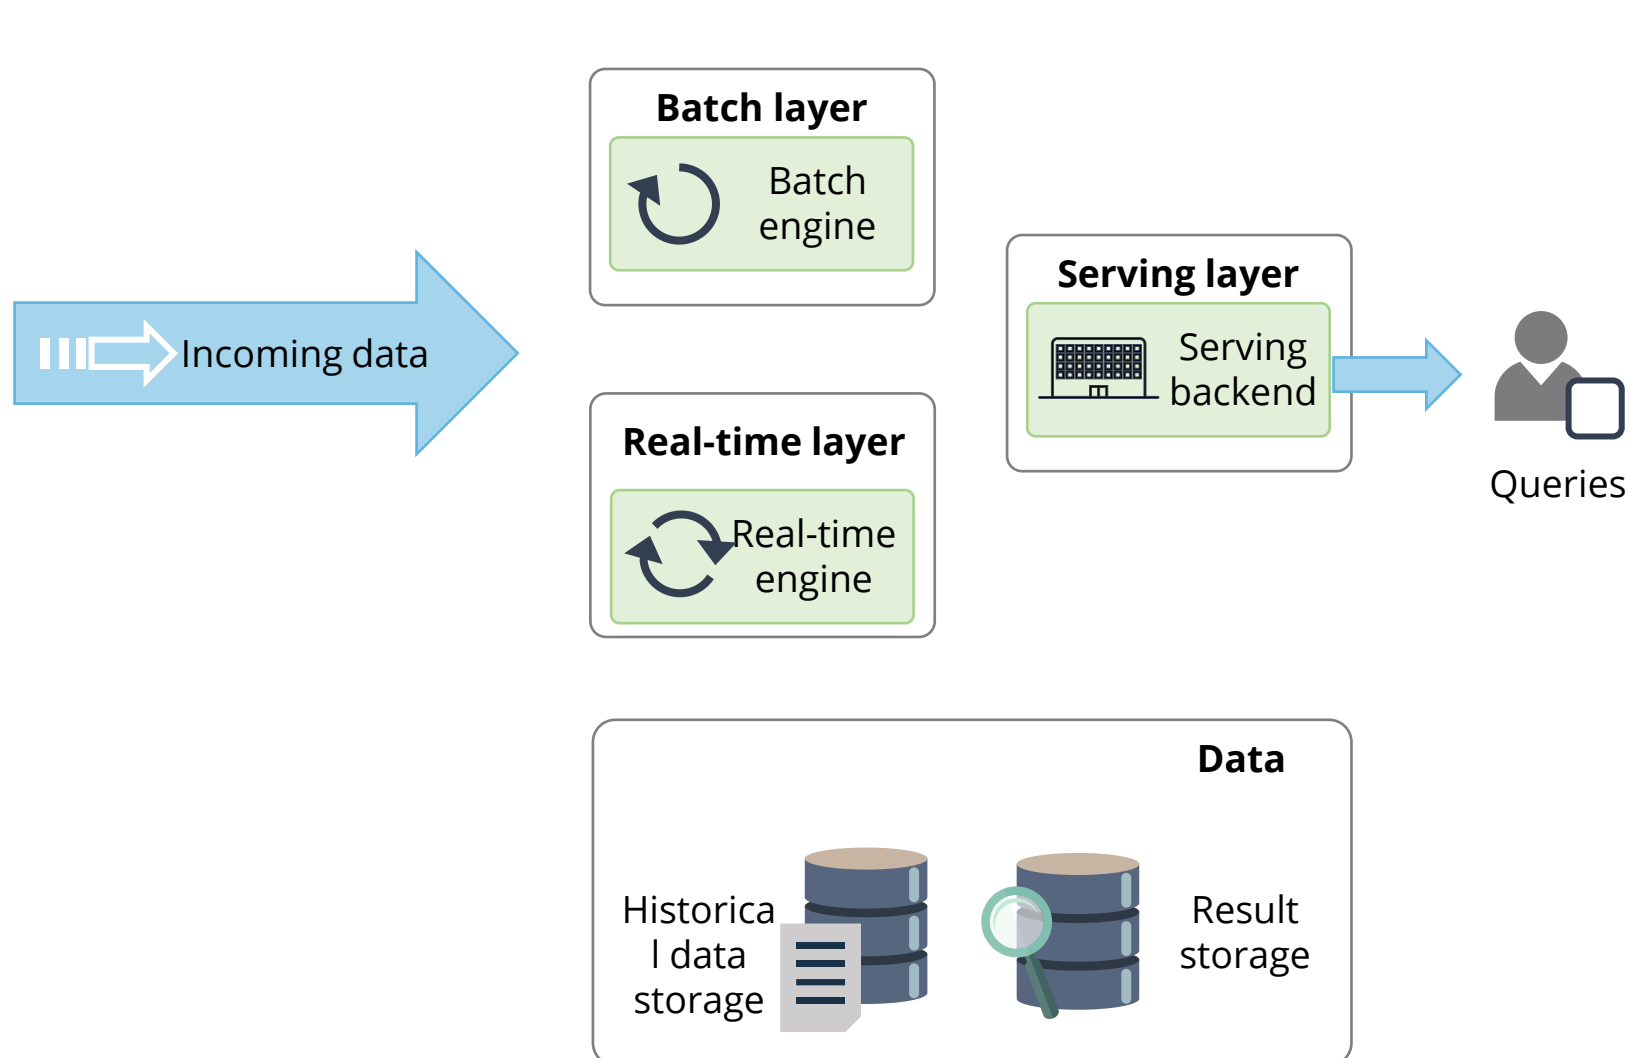 Batch layer
Batch
engine
Incoming data
Real-time layer
Real-time
engine
Serving layer
Serving
backend
Queries
Data
Historica
l data
storage
Result
storage